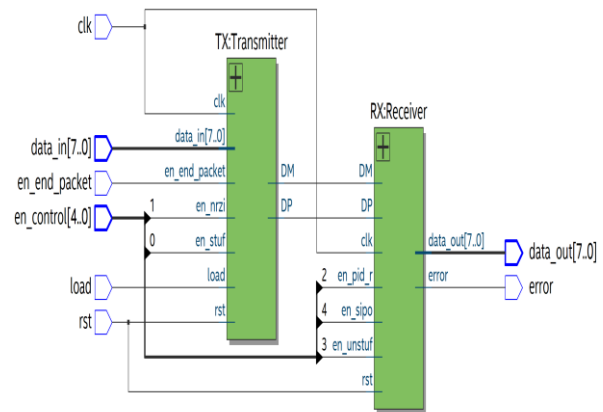 clk
TX:Transmitter
clk
RX:Receiver
data_in[7..0]
data_in[7..0]
en_end_packet
en_end_packet
DM
DM
en_control[4..0]
1
en_nrzi
DP
DP
0
en_stuf
clk
data_out[7..0]
data_out[7..0]
load
load
2
en_pid_r
error
error
rst
rst
4
en_sipo
3
en_unstuf
rst